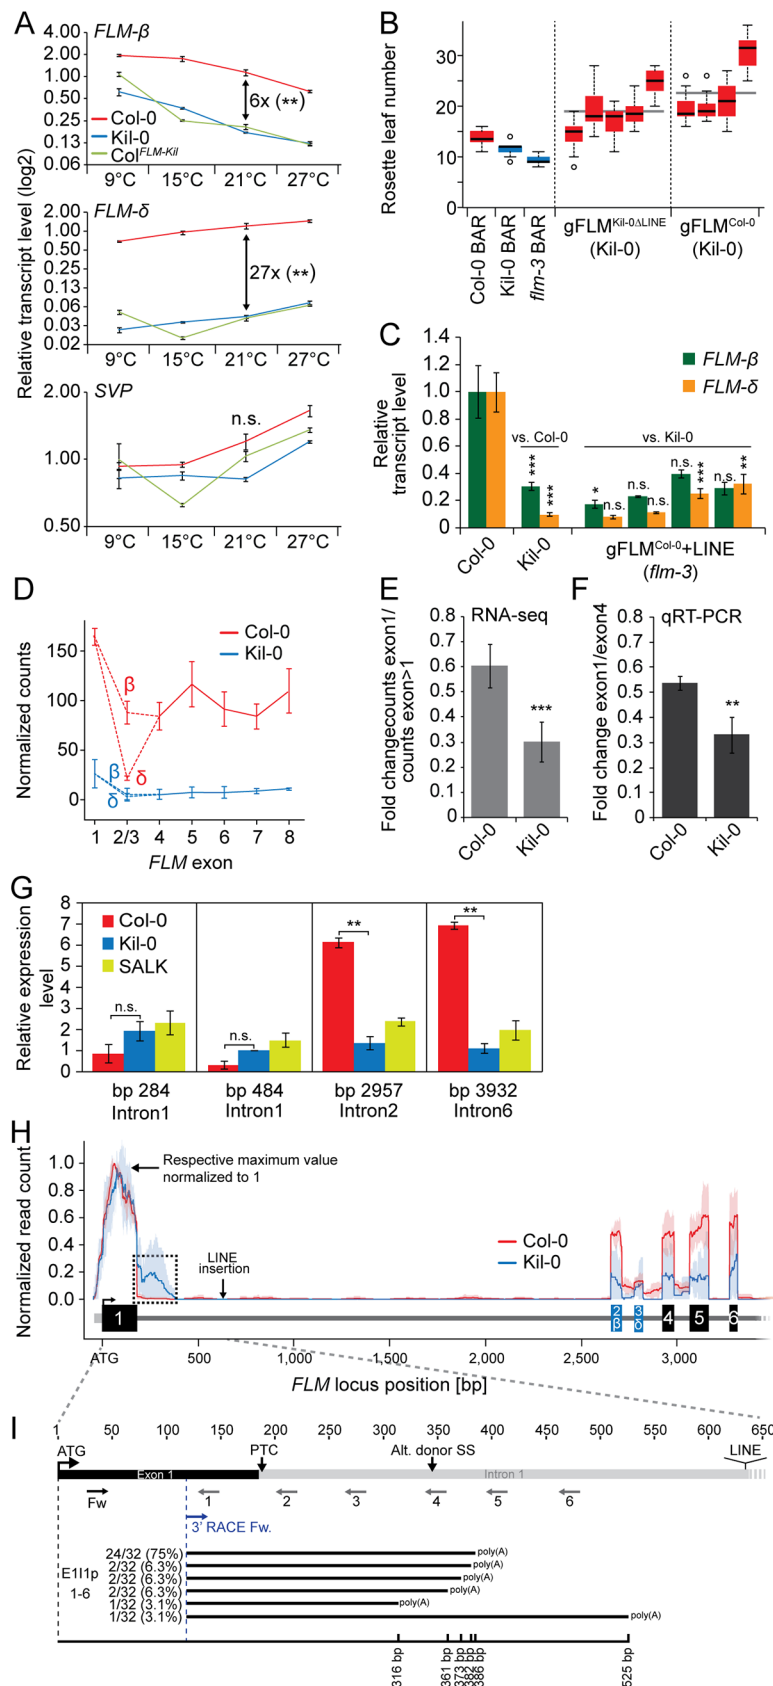 A
Relative transcript level (log2)
FLM-β
4.00
2.00
1.00
0.50
0.25
0.13
0.06
6x (**)
Col-0
Kil-0
Col^FLM-Kil
9°C 15°C 21°C 27°C
FLM-δ
2.00
1.00
0.50
0.25
0.13
0.06
0.03
0.02
27x (**)
9°C 15°C 21°C 27°C
SVP
2.00
1.00
0.50
n.s.
9°C 15°C 21°C 27°C
B
Rosette leaf number
30
20
10
0
Col-0 BAR
Kil-0 BAR
flm-3 BAR
gFLM^Kil-0ΔLINE
(Kil-0)
gFLM^Col-0
(Kil-0)
C
Relative
transcript level
1.4
1.2
1.0
0.8
0.6
0.4
0.2
0
FLM-β
FLM-δ
vs. Col-0
vs. Kil-0
***
***
*
n.s.
n.s.
n.s.
n.s.
***
n.s.
**
Col-0
Kil-0
gFLM^Col-0+LINE
(flm-3)
D
Normalized counts
150
100
50
0
Col-0
Kil-0
β
δ
β
δ
1 2/3 4 5 6 7 8
FLM exon
E
Fold changecounts exon1/
counts exon>1
RNA-seq
0.8
0.7
0.6
0.5
0.4
0.3
0.2
0.1
0
***
Col-0
Kil-0
F
Fold change exon1/exon4
qRT-PCR
0.8
0.7
0.6
0.5
0.4
0.3
0.2
0.1
0
**
Col-0
Kil-0
G
Relative expression
level
8
7
6
5
4
3
2
1
0
Col-0
Kil-0
SALK
n.s.
n.s.
**
**
bp 284
Intron1
bp 484
Intron1
bp 2957
Intron2
bp 3932
Intron6
H
Normalized read count
1.0
0.8
0.6
0.4
0.2
0.0
Respective maximum value
normalized to 1
LINE
insertion
Col-0
Kil-0
1
2
β
3
δ
4
5
6
ATG 500 1,000 1,500 2,000 2,500 3,000
FLM locus position [bp]
I
1 50 100 150 200 250 300 350 400 450 500 550 600 650
ATG
PTC
Alt. donor SS
LINE
Exon 1
Intron 1
Fw
1 2 3 4 5 6
3' RACE Fw.
E1I1p
1-6
24/32 (75%)
poly(A)
2/32 (6.3%)
poly(A)
2/32 (6.3%)
poly(A)
2/32 (6.3%)
poly(A)
1/32 (3.1%)
poly(A)
1/32 (3.1%)
poly(A)
316 bp
361 bp
373 bp
382 bp
386 bp
525 bp